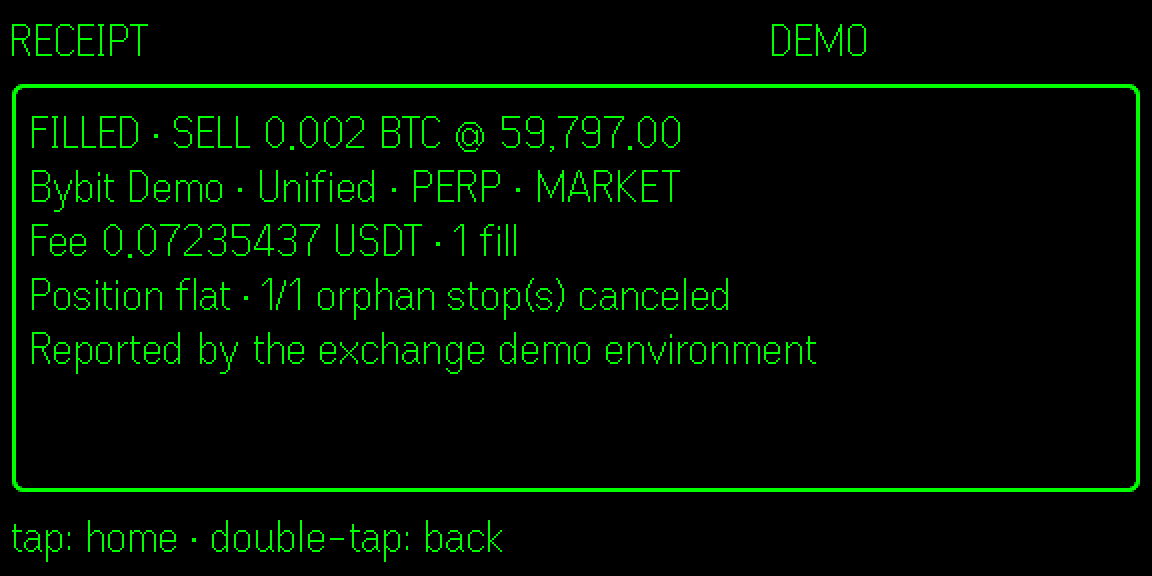 RECEIPT DEMO
FILLED · SELL 0.002 BTC @ 59,797.00
Bybit Demo · Unified · PERP · MARKET
Fee 0.07235437 USDT · 1 fill
Position flat · 1/1 orphan stop(s) canceled
Reported by the exchange demo environment
tap: home · double-tap: back